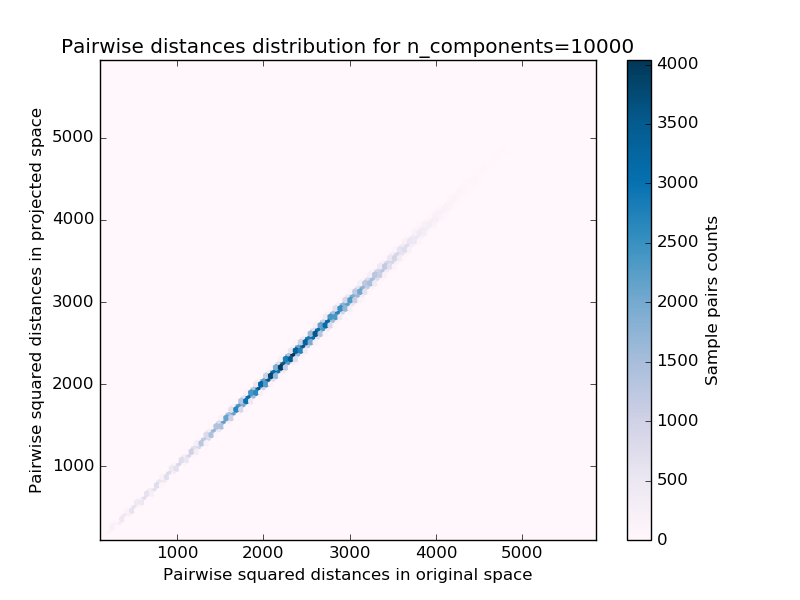 Pairwise distances distribution for n_components=10000
Pairwise squared distances in projected space
5000
4000
3000
2000
1000
1000 2000 3000 4000 5000
Pairwise squared distances in original space
4000
3500
3000
2500
2000
1500
1000
500
0
Sample pairs counts